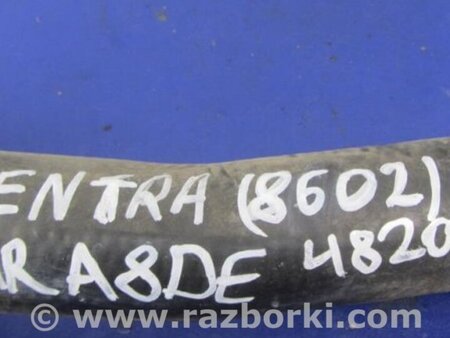 ENTRA (8602)
RA8DE 4820
www.razborki.com